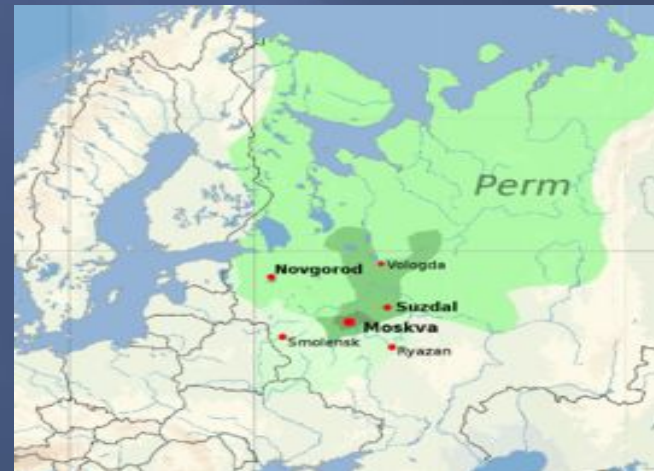 Perm
Vologda
Novgorod
Suzdal
Moskva
Smolensk
Ryazan